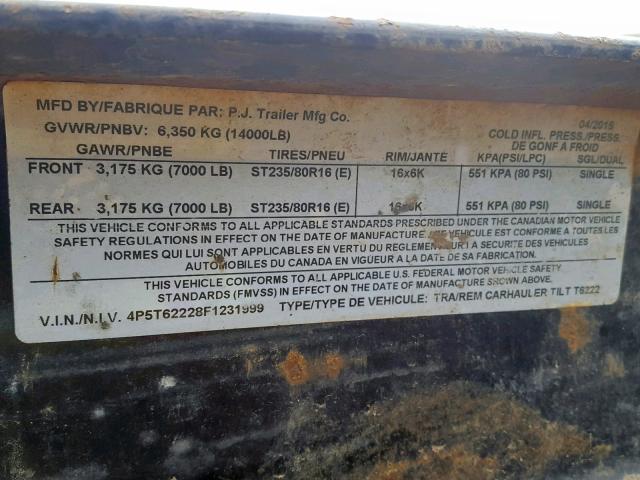 MFD BY/FABRIQUE PAR: P.J. Trailer Mfg Co.
04/2015
GVWR/PNBV: 6,350 KG (14000LB)
COLD INFL. PRESS./PRESS. DE GONF A FROID
GAWR/PNBE TIRES/PNEU RIM/JANTE KPA(PSI/LPC) SGL/DUAL
FRONT 3,175 KG (7000 LB) ST235/80R16 (E) 16x6K 551 KPA (80 PSI) SINGLE
REAR 3,175 KG (7000 LB) ST235/80R16 (E) 16x6K 551 KPA (80 PSI) SINGLE
THIS VEHICLE CONFORMS TO ALL APPLICABLE STANDARDS PRESCRIBED UNDER THE CANADIAN MOTOR VEHICLE
SAFETY REGULATIONS IN EFFECT ON THE DATE OF MANUFACTURE. CE VEHICULE EST CONFORME A TOUTES LES
NORMES QUI LUI SONT APPLICABLES EN VERTU DU REGLEMENT SUR LA SECURITE DES VEHICULES
AUTOMOBILES DU CANADA EN VIGUEUR A LA DATE DE SA FABRICATION.
THIS VEHICLE CONFORMS TO ALL APPLICABLE U.S. FEDERAL MOTOR VEHICLE SAFETY
STANDARDS (FMVSS) IN EFFECT ON THE DATE OF MANUFACTURE SHOWN ABOVE.
V.I.N./N.I.V. 4P5T62228F1231999 TYPE/TYPE DE VEHICULE: TRA/REM CARHAULER TILT T6222